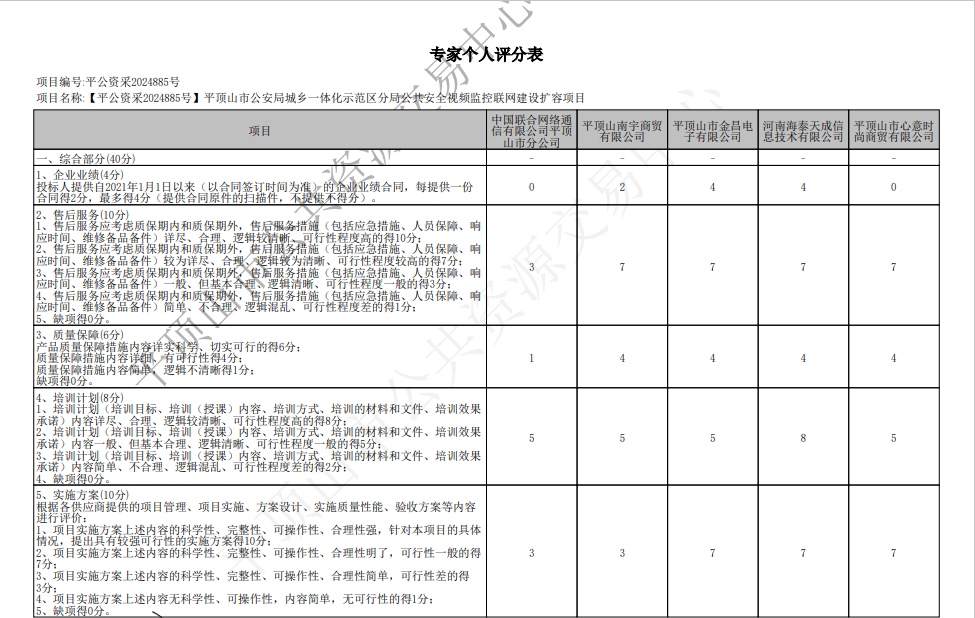 专家个人评分表
项目编号:平公资采2024885号
项目名称:【平公资采2024885号】平顶山市公安局城乡一体化示范区分局公共安全视频监控联网建设扩容项目
项目
中国联合网络通信有限公司平顶山市分公司
平顶山南宇商贸有限公司
平顶山市金昌电子有限公司
河南海泰天成信息技术有限公司
平顶山市心意时尚商贸有限公司
一、综合部分(40分)
- - - - -
1、企业业绩(4分)
投标人提供自2021年1月1日以来（以合同签订时间为准）的企业业绩合同，每提供一份
合同得2分，最多得4分（提供合同原件的扫描件，不提供不得分）。
0 2 4 4 0
2、售后服务(10分)
1、售后服务应考虑质保期内和质保期外，售后服务措施（包括应急措施、人员保障、响
应时间、维修备品备件）详尽、合理、逻辑较清晰、可行性程度高的得10分；
2、售后服务应考虑质保期内和质保期外，售后服务措施（包括应急措施、人员保障、响
应时间、维修备品备件）较为详尽、合理、逻辑较为清晰、可行性程度较高的得7分；
3、售后服务应考虑质保期内和质保期外，售后服务措施（包括应急措施、人员保障、响
应时间、维修备品备件）一般、但基本合理、逻辑清晰、可行性程度一般的得3分；
4、售后服务应考虑质保期内和质保期外，售后服务措施（包括应急措施、人员保障、响
应时间、维修备品备件）简单、不合理、逻辑混乱、可行性程度差的得1分；
5、缺项得0分。
3 7 7 7 7
3、质量保障(6分)
产品质量保障措施内容详实科学、切实可行的得6分；
质量保障措施内容详细、有可行性得4分；
质量保障措施内容简单，逻辑不清晰得1分；
缺项得0分。
1 4 4 4 4
4、培训计划(8分)
1、培训计划（培训目标、培训（授课）内容、培训方式、培训的材料和文件、培训效果
承诺）内容详尽、合理、逻辑较清晰、可行性程度高的得8分；
2、培训计划（培训目标、培训（授课）内容、培训方式、培训的材料和文件、培训效果
承诺）内容一般、但基本合理、逻辑清晰、可行性程度一般的得5分；
3、培训计划（培训目标、培训（授课）内容、培训方式、培训的材料和文件、培训效果
承诺）内容简单、不合理、逻辑混乱、可行性程度差的得2分；
4、缺项得0分。
5 5 5 8 5
5、实施方案(10分)
根据各供应商提供的项目管理、项目实施、方案设计、实施质量性能、验收方案等内容
进行评价；
1、项目实施方案上述内容的科学性、完整性、可操作性、合理性强，针对本项目的具体
情况，提出具有较强可行性的实施方案得10分；
2、项目实施方案上述内容的科学性、完整性、可操作性、合理性明了，可行性一般的得
7分；
3、项目实施方案上述内容的科学性、完整性、可操作性、合理性简单，可行性差的得
3分；
4、项目实施方案上述内容无科学性、可操作性，内容简单，无可行性的得1分；
5、缺项得0分。
3 3 7 7 7
平顶山市公共资源交易中心
平顶山市公共资源交易中心